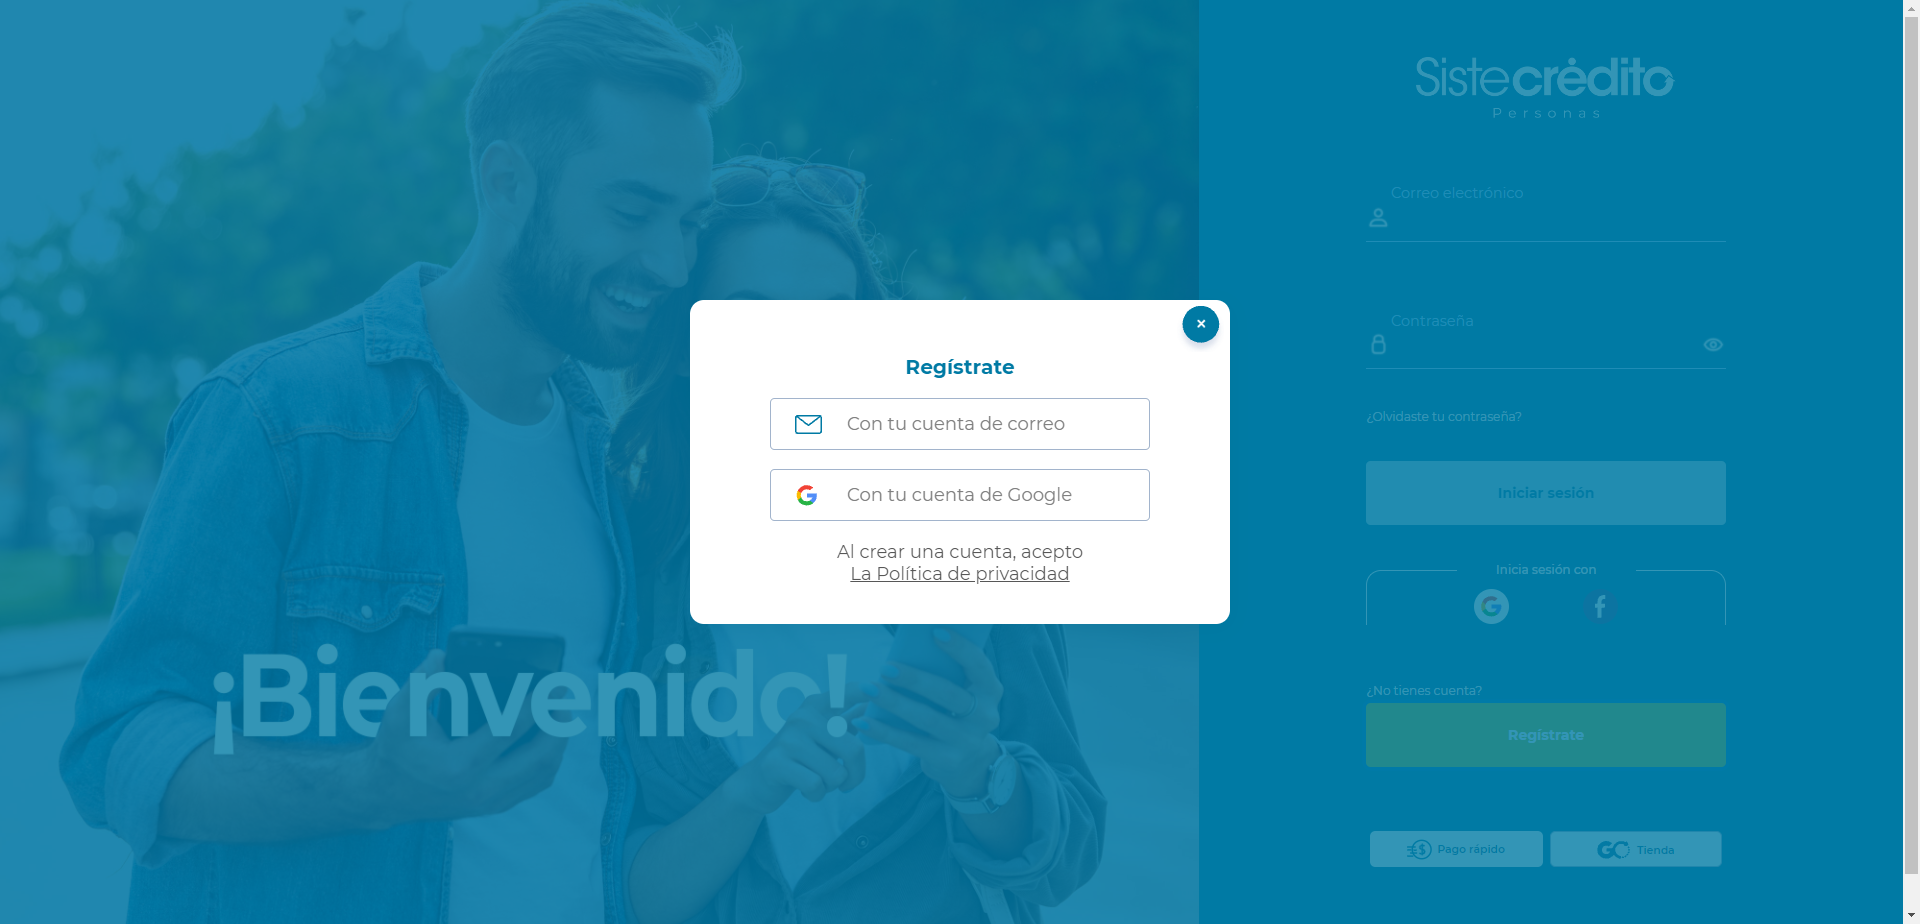 Sistecrédito
Personas
Correo electrónico
Contraseña
¿Olvidaste tu contraseña?
Iniciar sesión
Inicia sesión con
¿No tienes cuenta?
Regístrate
Pago rápido
GO Tienda
¡Bienvenido!
×
Regístrate
Con tu cuenta de correo
Con tu cuenta de Google
Al crear una cuenta, acepto
La Política de privacidad